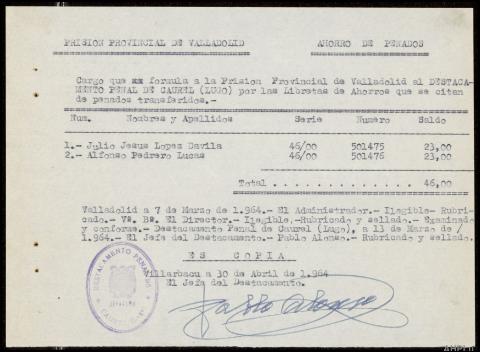 PRISION PROVINCIAL DE VALLADOLID AHORRO DE PENADOS
Cargo que formula a la Prision Provincial de Valladolid al DESTACA-
MENTO PENAL DE CAUREL (LUGO) por las Libretas de Ahorros que se citan
de penados transferidos.-
Num. Nombres y Apellidos Serie Numero Saldo
1.- Julio Jesus Lopez Davila 46/00 501475 23,00
2.- Alfonso Pedrero Lucas 46/00 501476 23,00
Total . . . . . . . . . . . . 46,00
Valladolid a 7 de Marzo de 1.964.- El Administrador.- Ilegible- Rubri-
cado.- Vs. Bs. El Director.- Ilegible.-Rubricado y sellado.- Examinado
y conforme.- Destacamento Penal de Caurel (Lugo), a 13 de Marzo de /
1.964.- El Jefe del Destacamento.- Pablo Alonso.- Rubricado y sellado.
ES COPIA
Villarbacu a 30 de Abril de 1.964
El Jefe del Destacamento.
Pablo Alonso
DESTACAMENTO PENAL
AHPLU